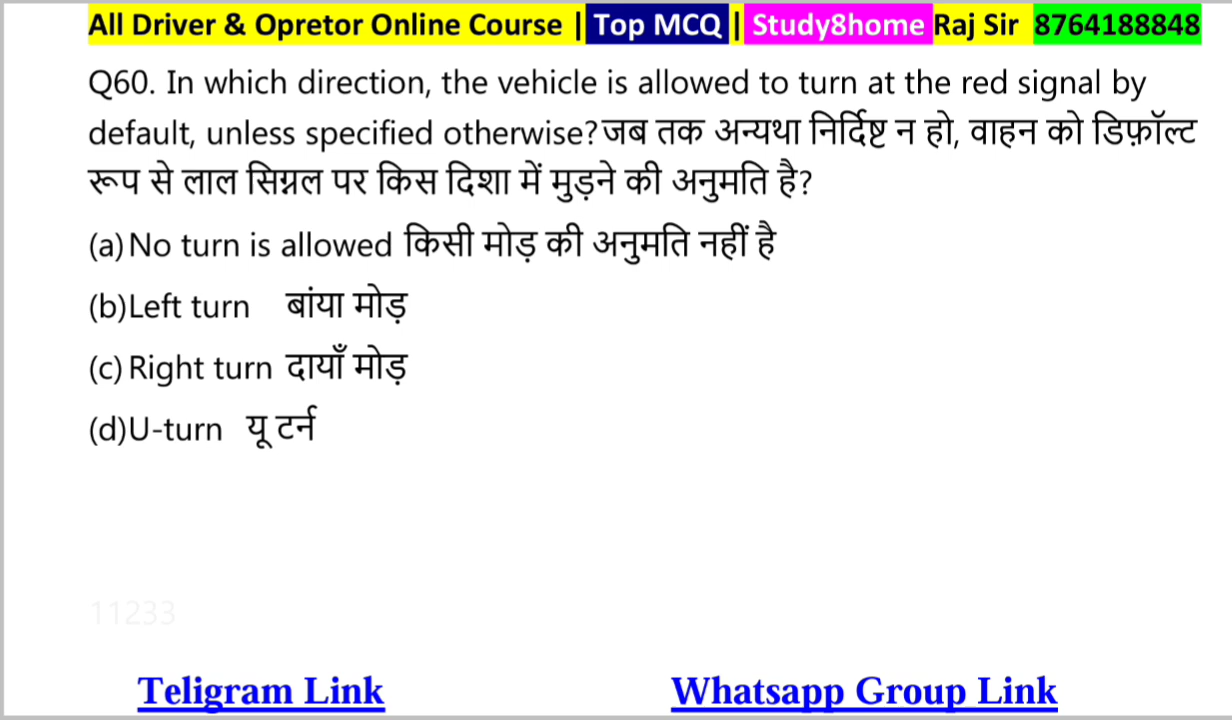 All Driver & Opretor Online Course | Top MCQ | Study8home Raj Sir 8764188848
Q60. In which direction, the vehicle is allowed to turn at the red signal by
default, unless specified otherwise?जब तक अन्यथा निर्दिष्ट न हो, वाहन को डिफ़ॉल्ट
रूप से लाल सिग्नल पर किस दिशा में मुड़ने की अनुमति है?
(a)No turn is allowed किसी मोड़ की अनुमति नहीं है
(b)Left turn बांया मोड़
(c)Right turn दायाँ मोड़
(d)U-turn यू टर्न
11233
Teligram Link Whatsapp Group Link